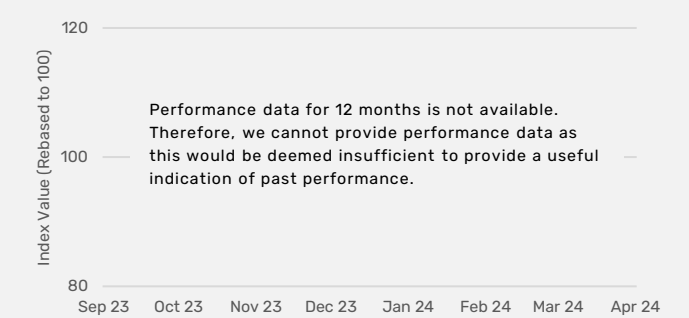 120
Index Value (Rebased to 100)
Performance data for 12 months is not available.
Therefore, we cannot provide performance data as
100
this would be deemed insufficient to provide a useful
indication of past performance.
80
Sep 23 Oct 23 Nov 23 Dec 23 Jan 24 Feb 24 Mar 24 Apr 24